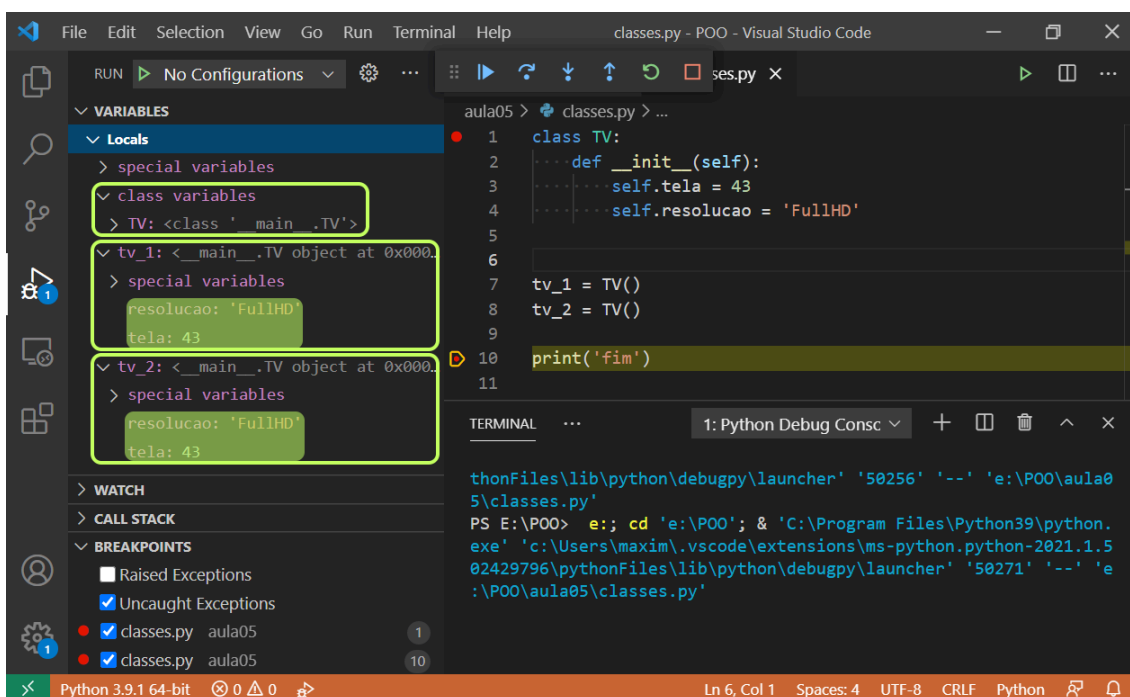 File Edit Selection View Go Run Terminal Help classes.py - POO - Visual Studio Code
RUN No Configurations ...
VARIABLES
Locals
special variables
class variables
TV: <class '__main__.TV'>
tv_1: <__main__.TV object at 0x000…
special variables
resolucao: 'FullHD'
tela: 43
tv_2: <__main__.TV object at 0x000…
special variables
resolucao: 'FullHD'
tela: 43
WATCH
CALL STACK
BREAKPOINTS
Raised Exceptions
Uncaught Exceptions
classes.py aula05 1
classes.py aula05 10
1
1
ses.py
aula05 > classes.py > ...
1 class TV:
2 def __init__(self):
3 self.tela = 43
4 self.resolucao = 'FullHD'
5
6
7 tv_1 = TV()
8 tv_2 = TV()
9
10 print('fim')
11
TERMINAL ... 1: Python Debug Consc
thonFiles\lib\python\debugpy\launcher' '50256' '--' 'e:\POO\aula0
5\classes.py'
PS E:\POO> e:; cd 'e:\POO'; & 'C:\Program Files\Python39\python.
exe' 'c:\Users\maxim\.vscode\extensions\ms-python.python-2021.1.5
02429796\pythonFiles\lib\python\debugpy\launcher' '50271' '--' 'e
:\POO\aula05\classes.py'
Python 3.9.1 64-bit 0 0 Ln 6, Col 1 Spaces: 4 UTF-8 CRLF Python